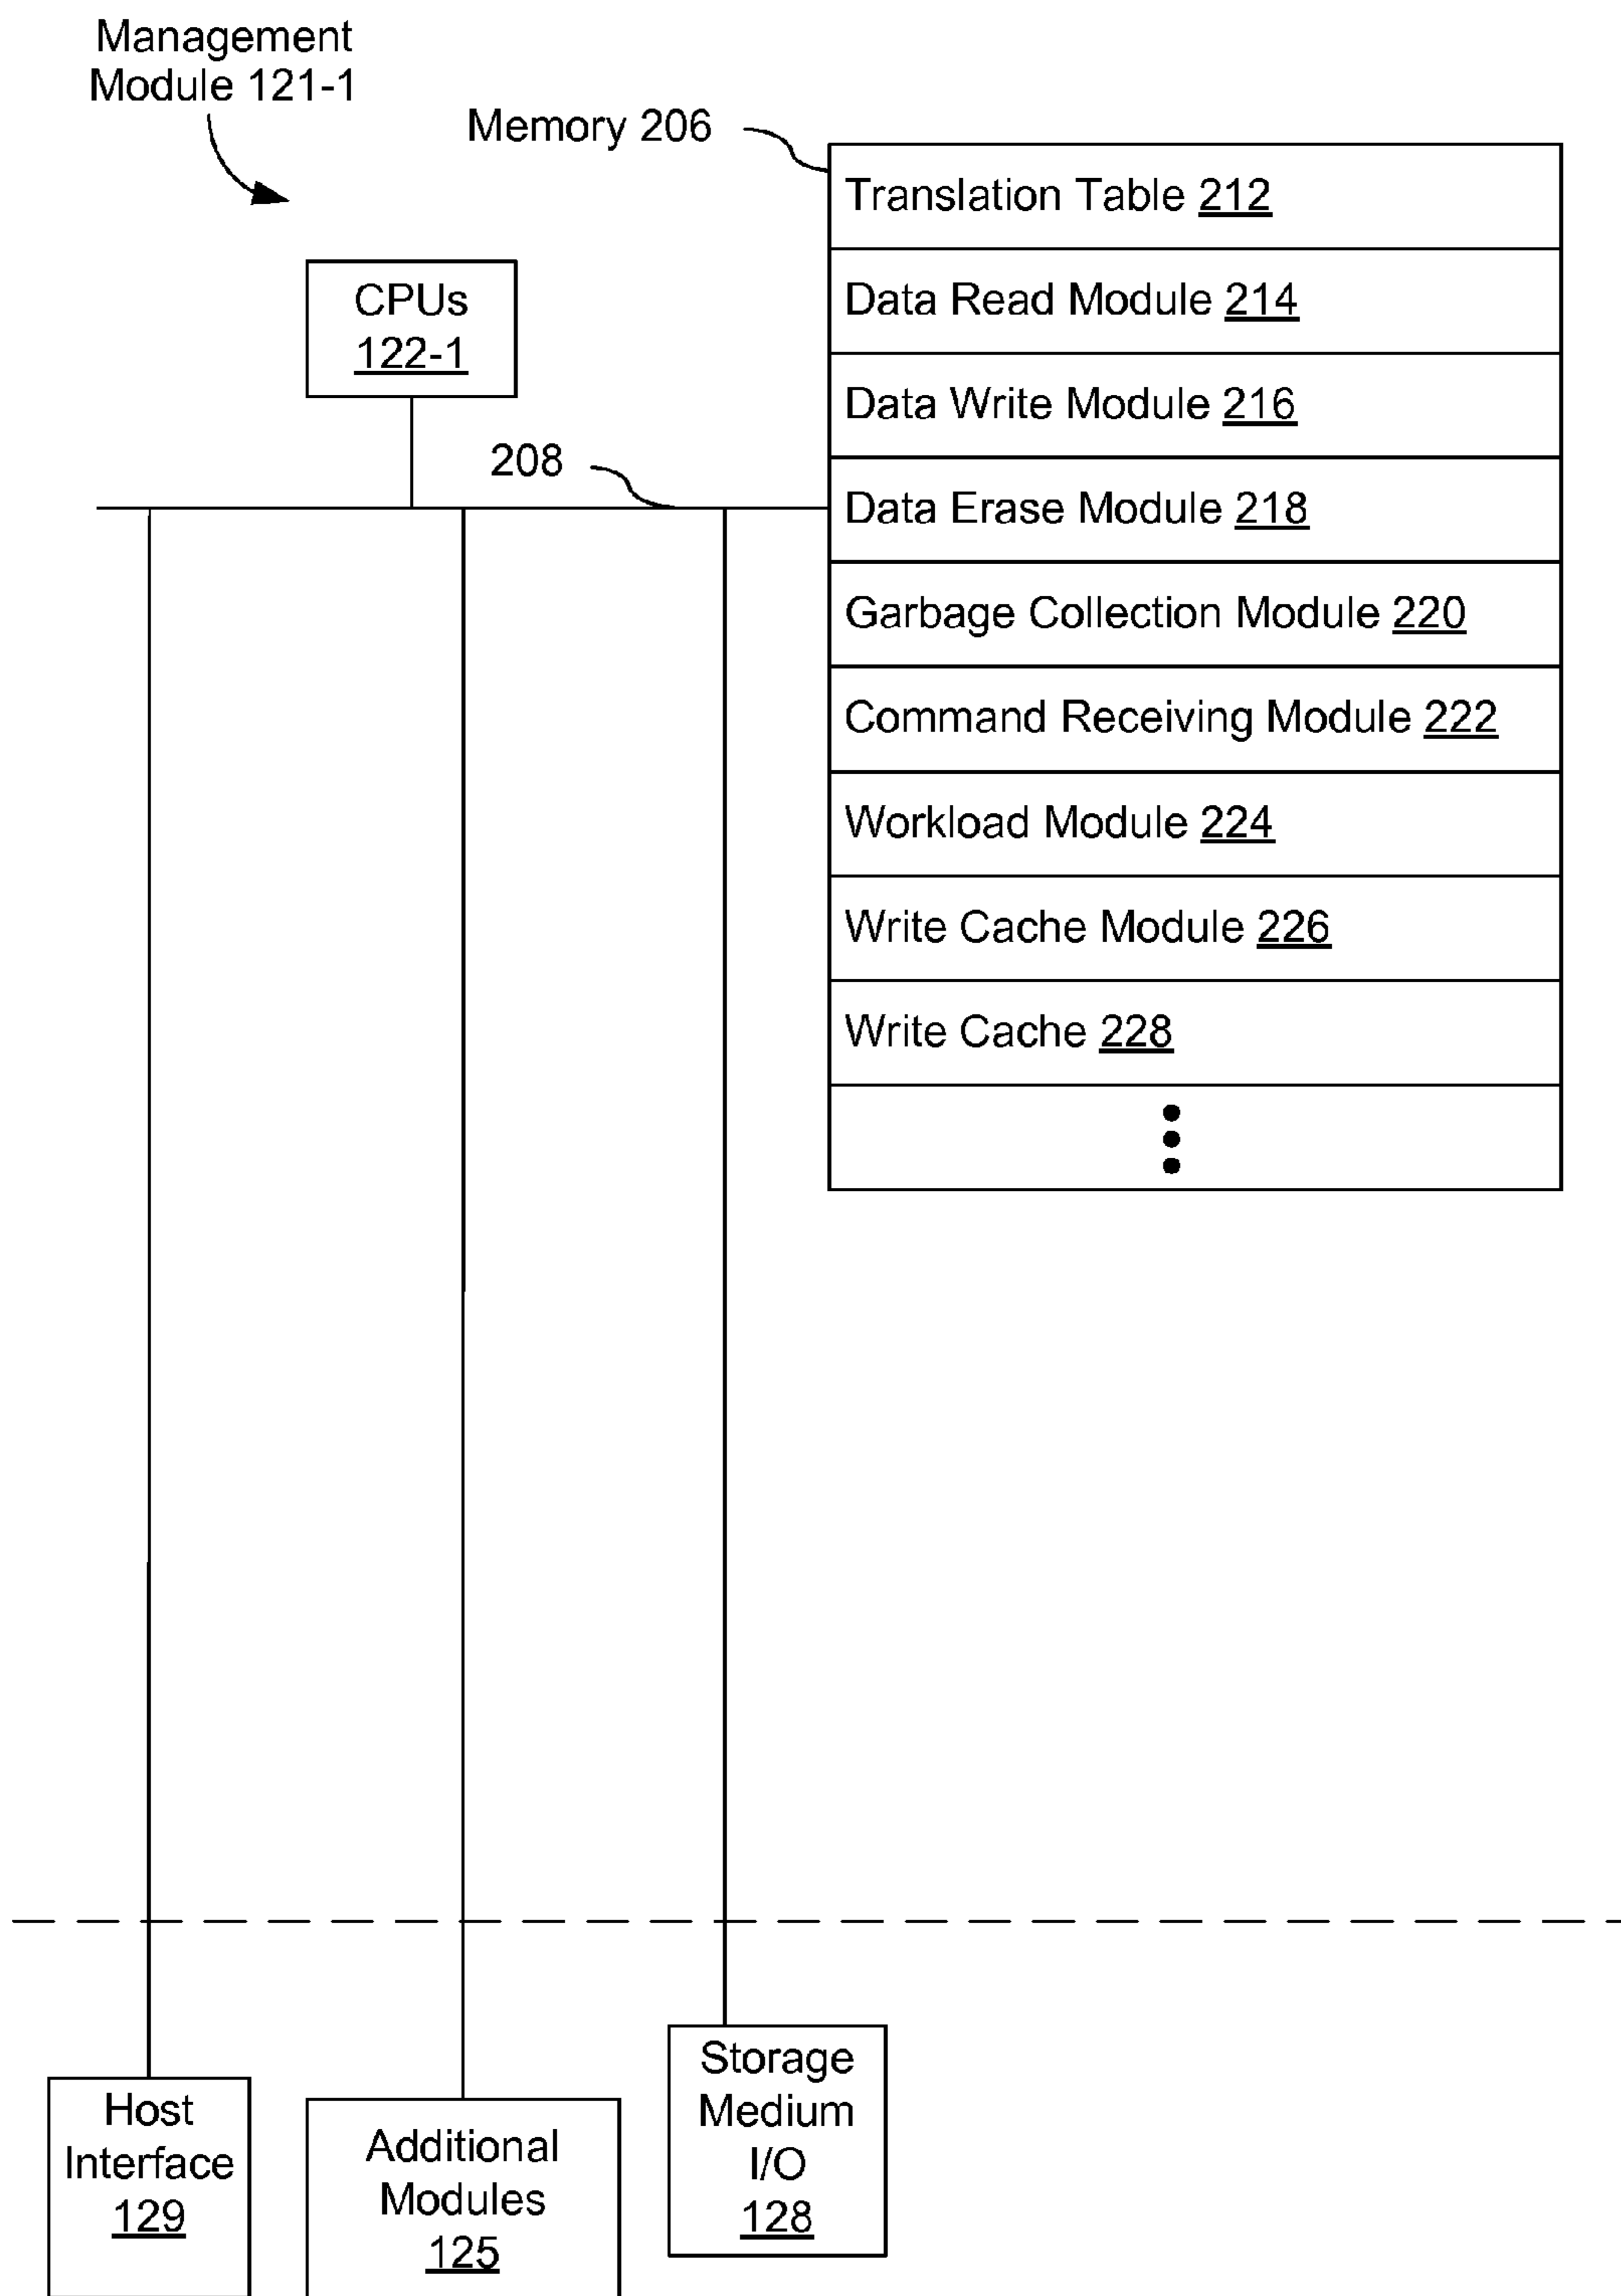 Management
Module 121-1
Memory 206
Translation Table 212
CPUs
122-1
Data Read Module 214
Data Write Module 216
208
Data Erase Module 218
Garbage Collection Module 220
Command Receiving Module 222
Workload Module 224
Write Cache Module 226
Write Cache 228
Host
Interface
129
Additional
Modules
125
Storage
Medium
I/O
128